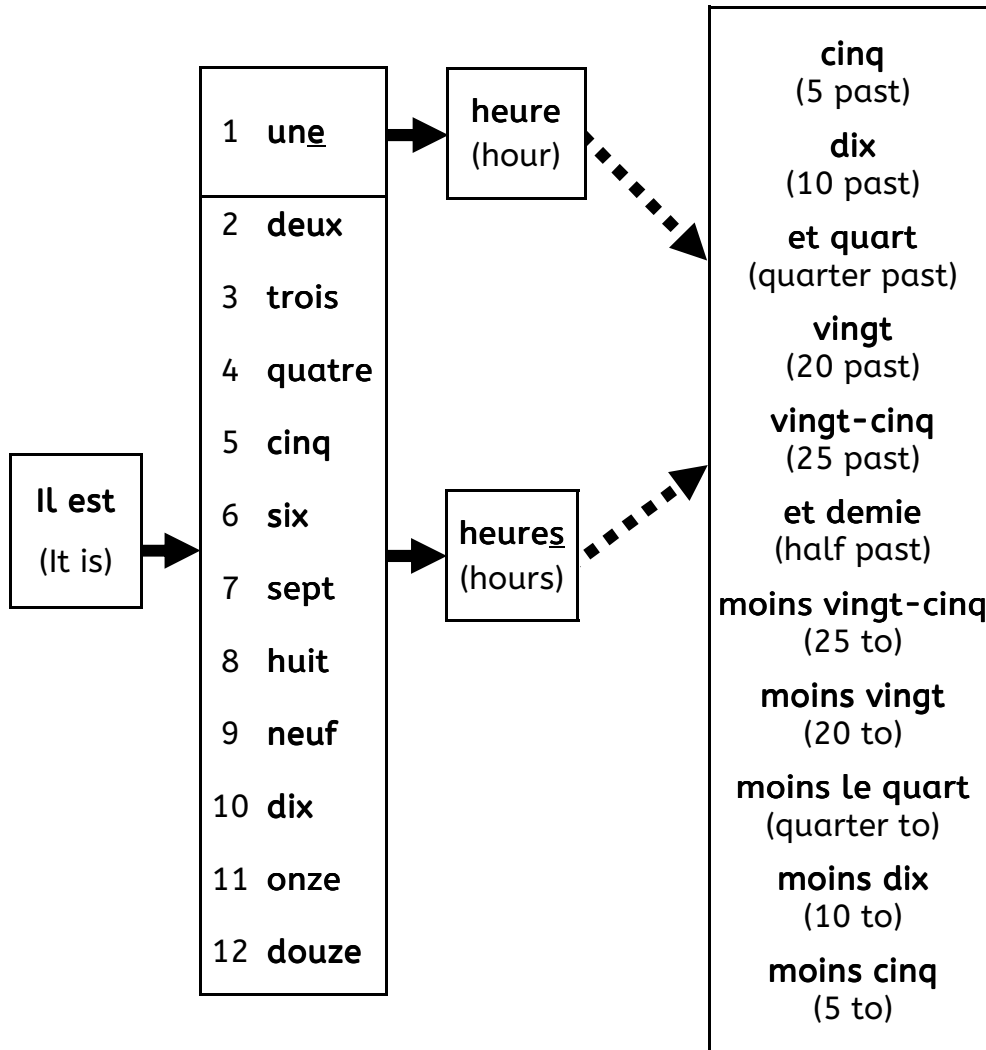 Il est
(It is)
1 une
2 deux
3 trois
4 quatre
5 cinq
6 six
7 sept
8 huit
9 neuf
10 dix
11 onze
12 douze
heure
(hour)
heures
(hours)
cinq
(5 past)
dix
(10 past)
et quart
(quarter past)
vingt
(20 past)
vingt-cinq
(25 past)
et demie
(half past)
moins vingt-cinq
(25 to)
moins vingt
(20 to)
moins le quart
(quarter to)
moins dix
(10 to)
moins cinq
(5 to)